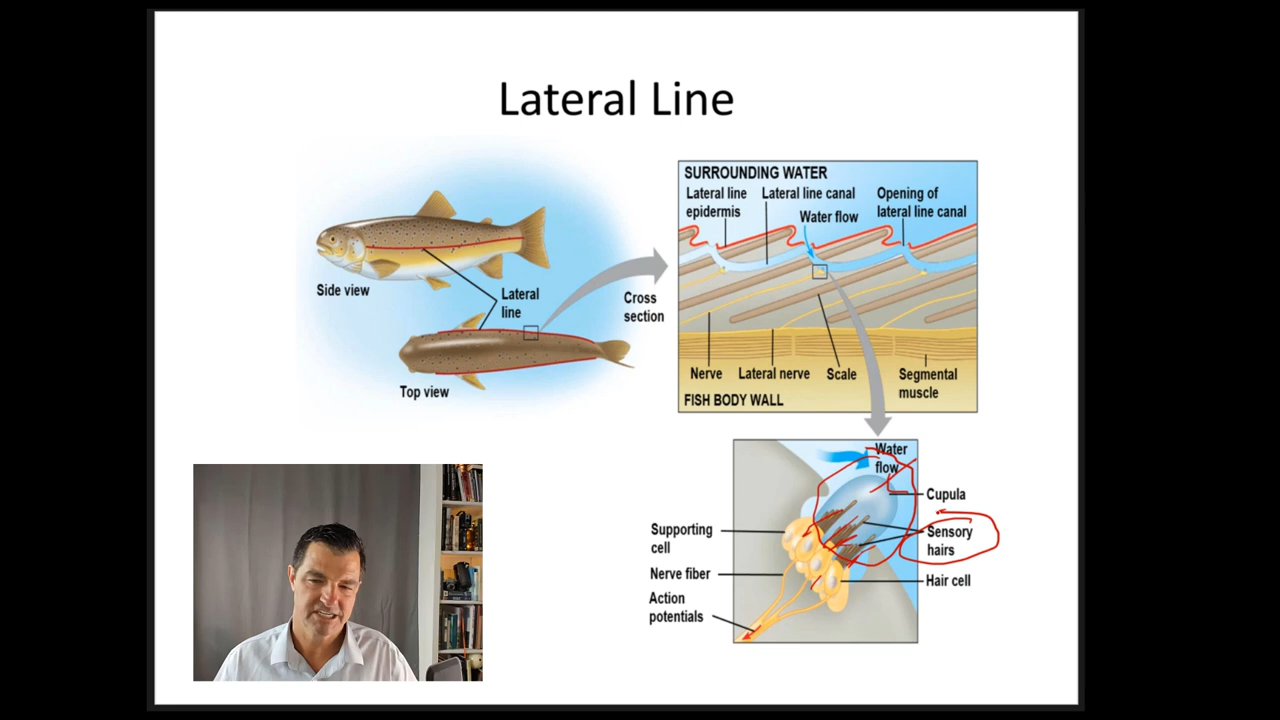 Lateral Line
Side view
Lateral
line
Top view
Cross
section
SURROUNDING WATER
Lateral line
epidermis
Lateral line canal
Opening of
lateral line canal
Water flow
Nerve
Lateral nerve
Scale
Segmental
muscle
FISH BODY WALL
Water
flow
Cupula
Sensory
hairs
Hair cell
Supporting
cell
Nerve fiber
Action
potentials